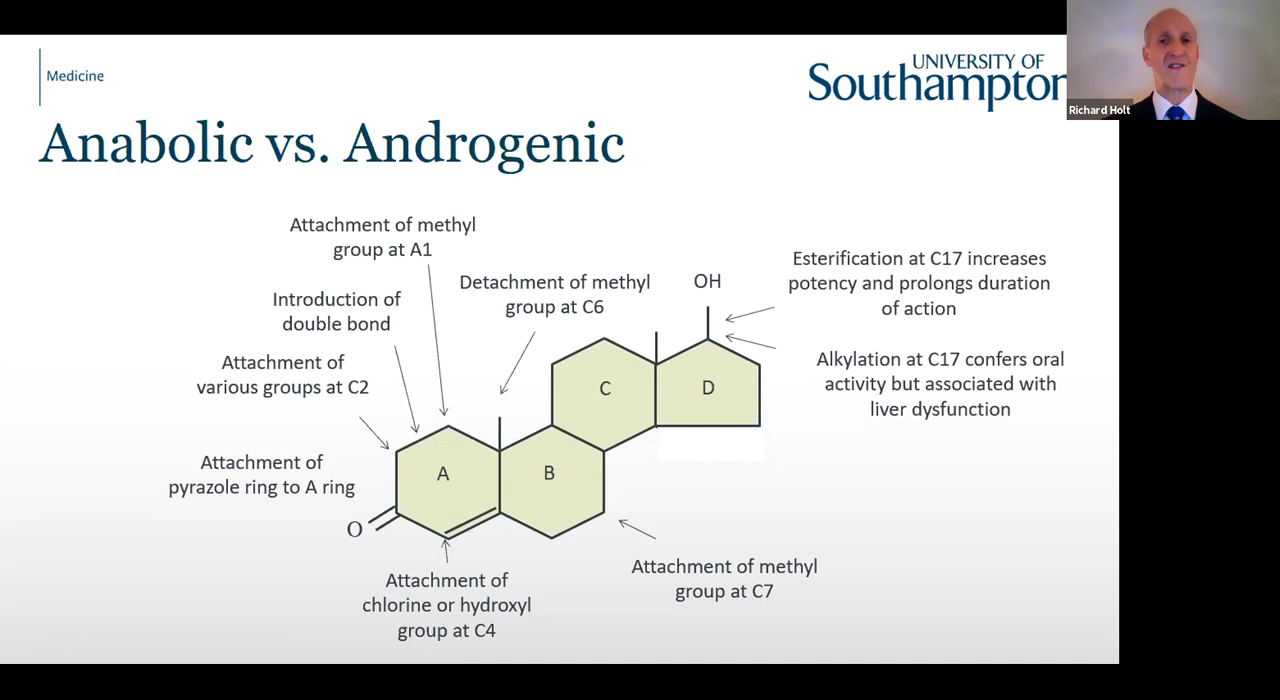 Medicine
UNIVERSITY OF
Southampton
Richard Holt
Anabolic vs. Androgenic
Attachment of methyl
group at A1
Introduction of
double bond
Attachment of
various groups at C2
Attachment of
pyrazole ring to A ring
Detachment of methyl
group at C6
OH
Esterification at C17 increases
potency and prolongs duration
of action
Alkylation at C17 confers oral
activity but associated with
liver dysfunction
C
D
A
B
O
Attachment of
chlorine or hydroxyl
group at C4
Attachment of methyl
group at C7